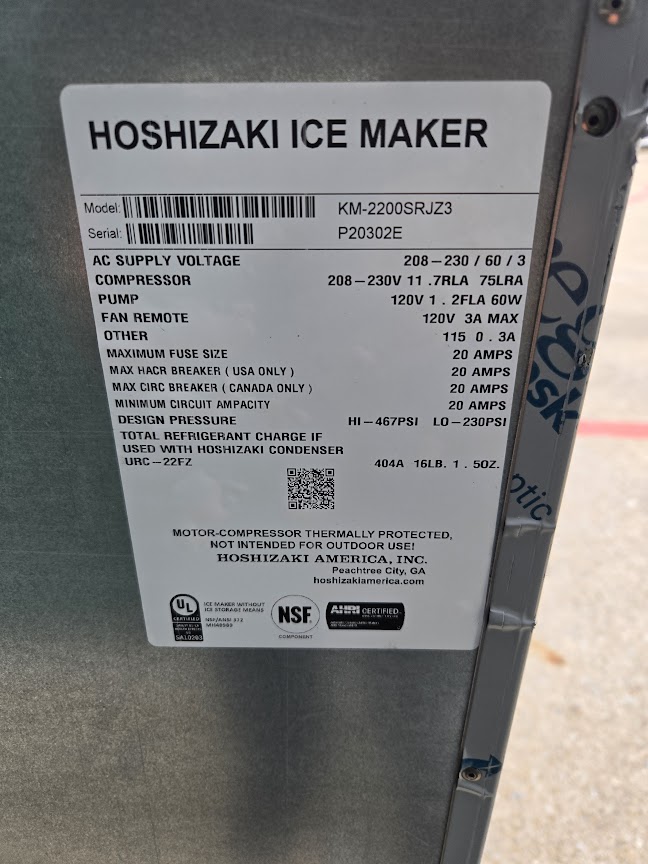 HOSHIZAKI ICE MAKER
Model: KM-2200SRJZ3
Serial: P20302E
AC SUPPLY VOLTAGE 208-230 / 60 / 3
COMPRESSOR 208-230V 11 .7RLA 75LRA
PUMP 120V 1 . 2FLA 60W
FAN REMOTE 120V 3A MAX
OTHER 115 0 . 3A
MAXIMUM FUSE SIZE 20 AMPS
MAX HACR BREAKER ( USA ONLY ) 20 AMPS
MAX CIRC BREAKER ( CANADA ONLY ) 20 AMPS
MINIMUM CIRCUIT AMPACITY 20 AMPS
DESIGN PRESSURE HI-467PSI LO-230PSI
TOTAL REFRIGERANT CHARGE IF
USED WITH HOSHIZAKI CONDENSER
URC-22FZ 404A 16LB. 1 . 5OZ.
MOTOR-COMPRESSOR THERMALLY PROTECTED,
NOT INTENDED FOR OUTDOOR USE!
HOSHIZAKI AMERICA, INC.
Peachtree City, GA
hoshizakiamerica.com
UL
CERTIFIED
SA10203
ICE MAKER WITHOUT
ICE STORAGE MEANS
NSF
COMPONENT
AHRI CERTIFIED
sk
ptic